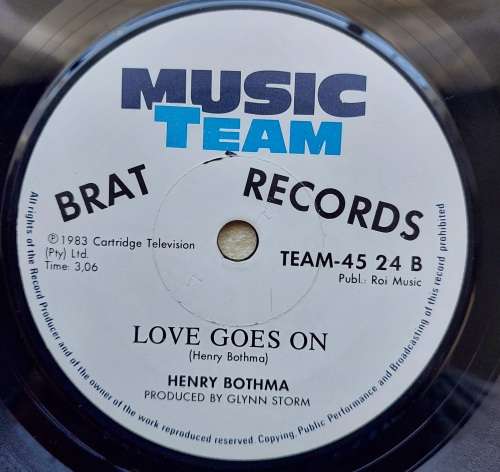 MUSIC
TEAM
BRAT RECORDS
℗ 1983 Cartridge Television
(Pty) Ltd.
Time: 3,06
TEAM-45 24 B
Publ.: Roi Music
LOVE GOES ON
(Henry Bothma)
HENRY BOTHMA
PRODUCED BY GLYNN STORM
All rights of the Record Producer and of the owner of the work reproduced reserved. Copying, Public Performance and Broadcasting of this record prohibited